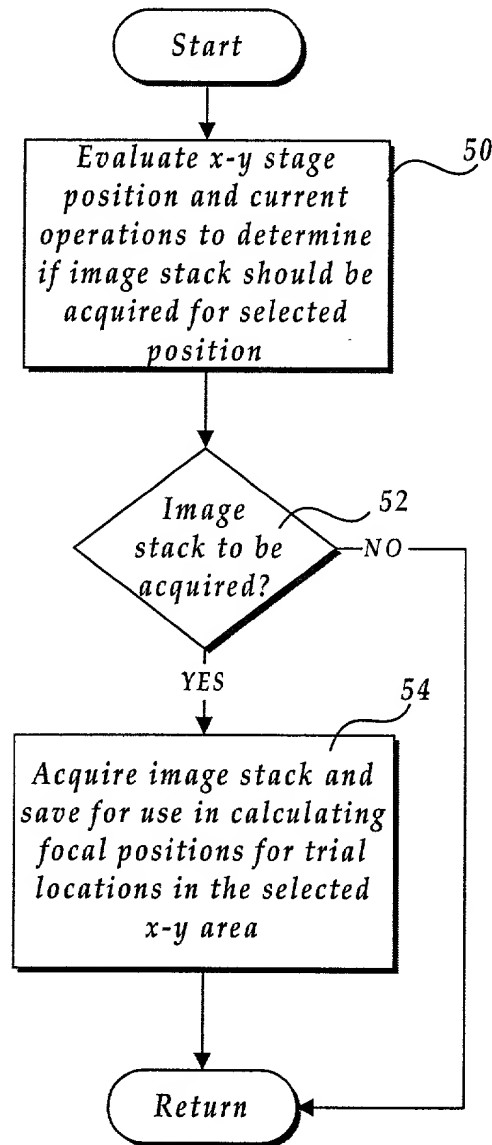 Start
Evaluate x-y stage
position and current
operations to determine
if image stack should be
acquired for selected
position
50
Image
stack to be
acquired?
52
NO
YES
54
Acquire image stack and
save for use in calculating
focal positions for trial
locations in the selected
x-y area
Return